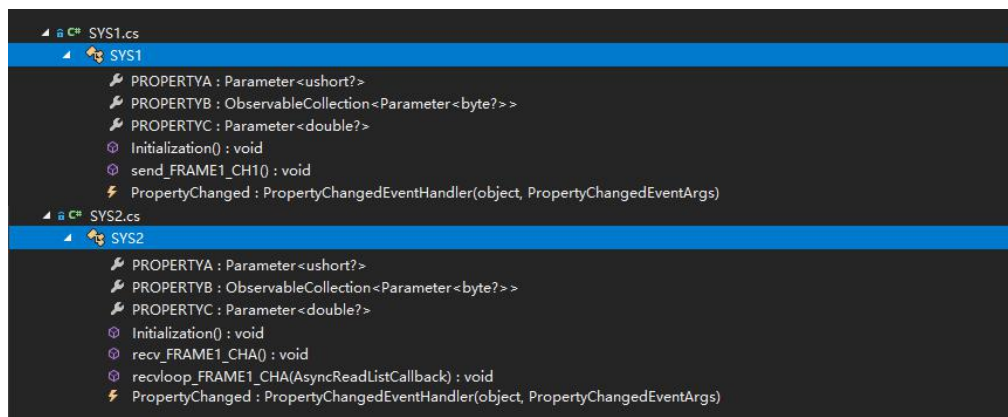 C# SYS1.cs
SYS1
PROPERTYA : Parameter<ushort?>
PROPERTYB : ObservableCollection<Parameter<byte?>>
PROPERTYC : Parameter<double?>
Initialization() : void
send_FRAME1_CH1() : void
PropertyChanged : PropertyChangedEventHandler(object, PropertyChangedEventArgs)
C# SYS2.cs
SYS2
PROPERTYA : Parameter<ushort?>
PROPERTYB : ObservableCollection<Parameter<byte?>>
PROPERTYC : Parameter<double?>
Initialization() : void
recv_FRAME1_CHA() : void
recvloop_FRAME1_CHA(AsyncReadListCallback) : void
PropertyChanged : PropertyChangedEventHandler(object, PropertyChangedEventArgs)